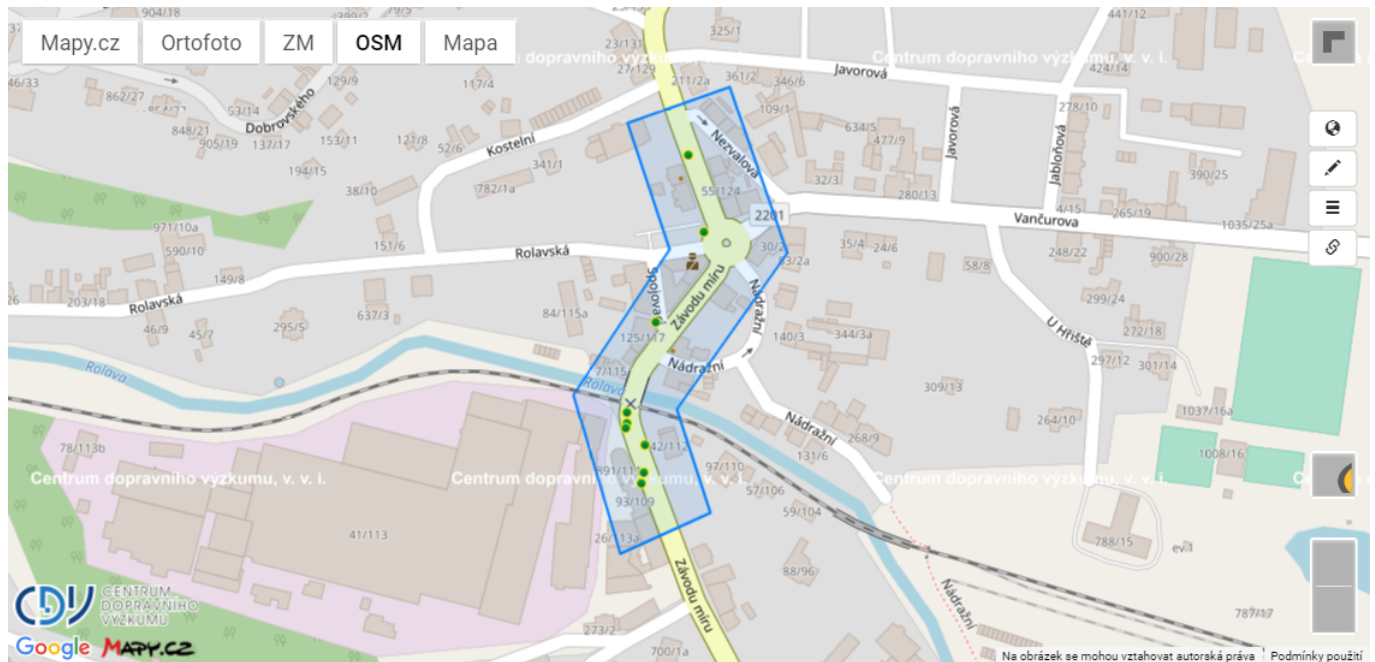 904/18
441/12
Mapy.cz
Ortofoto
ZM
OSM
Mapa
325/1
23/131
27/129
211/2a
361/2
346/6
Javorová
424/14
Centrum dopravního výzkumu, v. v. i.
46/33
862/27
129/9
117/4
53/14
Dobrovského
109/1
278/10
848/21
905/19
137/17
153/11
121/8
52/6
Kostelní
Nezvalova
634/5
477/9
Javorová
Jabloňová
390/25
341/1
194/15
38/10
782/1a
55/124
32/3
280/13
2201
4/15
265/19
Vančurova
1035/25a
971/10a
590/10
151/6
Rolavská
30/2
35/4
24/6
248/22
900/28
149/8
Spojovací
58/8
Závodu míru
Nádražní
299/24
203/18
Rolavská
637/3
84/115a
46/9
45/7
295/5
125/117
140/3
344/3a
U Hřiště
272/18
297/12
301/14
Rolava
7/115
Nádražní
Rolava
309/13
1037/16a
264/10
Nádražní
268/9
78/113b
42/112
131/6
1008/16
97/110
Centrum dopravního výzkumu, v. v. i.
Centrum dopravního výzkumu, v. v. i.
Centrum dopravního výzkumu, v. v. i.
57/106
93/109
59/104
41/113
788/15
88/96
Závodu míru
Nádražní
787/17
CENTRUM
DOPRAVNÍHO
VÝZKUMU
273/2
700/1a
Google
MAPY.CZ
Na obrázek se mohou vztahovat autorská práva
Podmínky použití